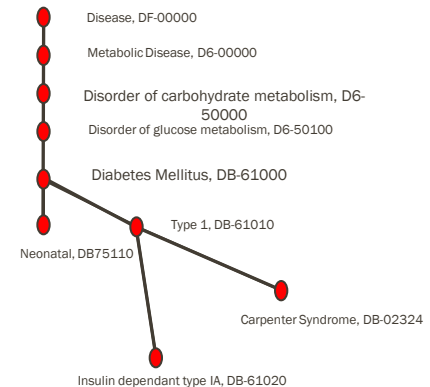 Disease, DF-00000
Metabolic Disease, D6-00000
Disorder of carbohydrate metabolism, D6-
50000
Disorder of glucose metabolism, D6-50100
Diabetes Mellitus, DB-61000
Type 1, DB-61010
Neonatal, DB75110
Carpenter Syndrome, DB-02324
Insulin dependant type IA, DB-61020